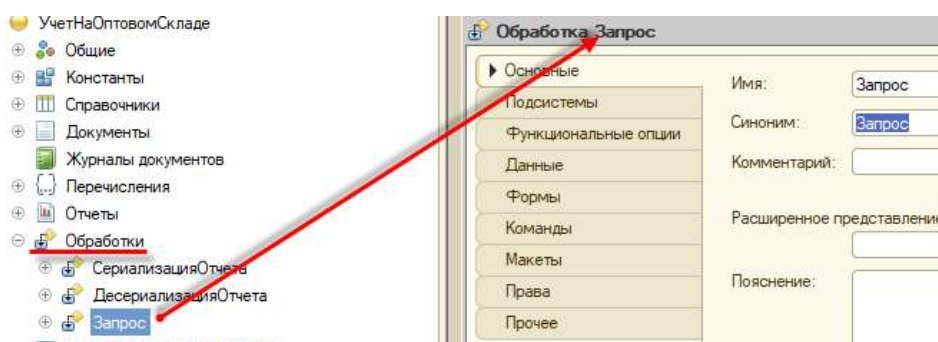 УчетНаОптовомСкладе
Общие
Константы
Справочники
Документы
Журналы документов
Перечисления
Отчеты
Обработки
СериализацияОтчета
ДесериализацияОтчета
Запрос
Обработка Запрос
Основные
Подсистемы
Функциональные опции
Данные
Формы
Команды
Макеты
Права
Прочее
Имя: Запрос
Синоним: Запрос
Комментарий:
Расширенное представление
Пояснение: